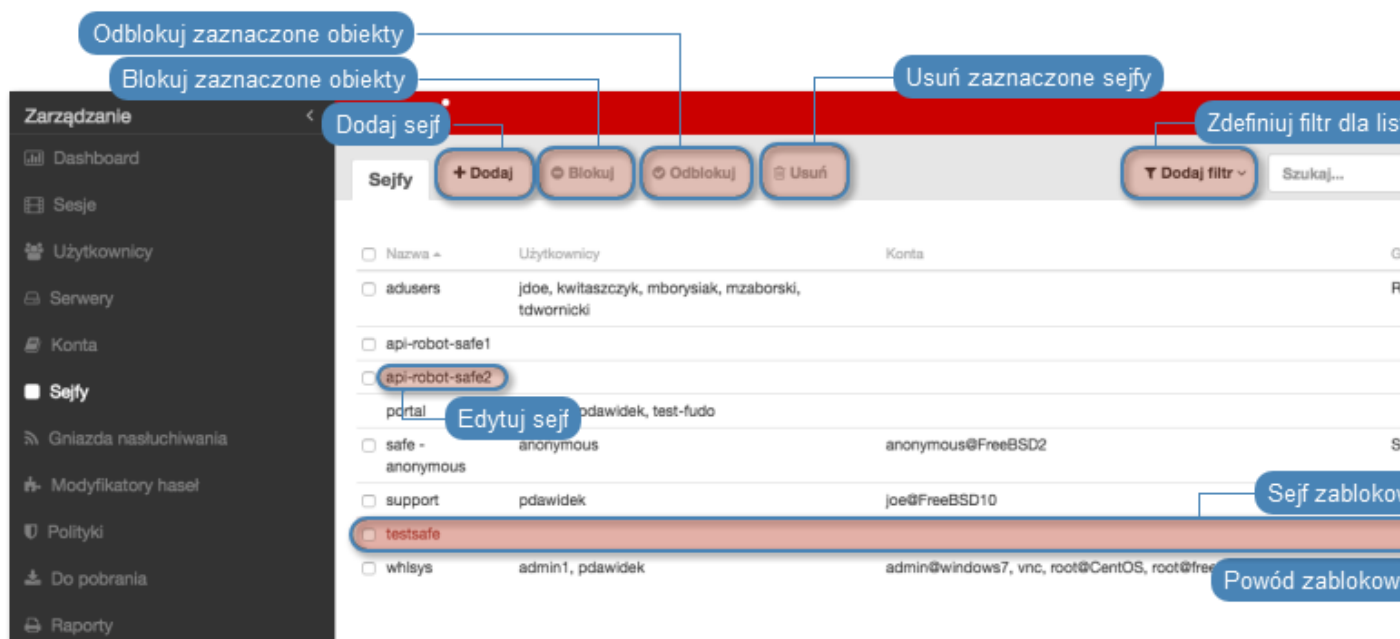 Odblokuj zaznaczone obiekty
Blokuj zaznaczone obiekty
Usuń zaznaczone sejfy
Zarządzanie
Dodaj sejf
Zdefiniuj filtr dla lis
Dashboard
Sesje
Użytkownicy
Serwery
Konta
Sejfy
Gniazda nasłuchiwania
Modyfikatory haseł
Polityki
Do pobrania
Raporty
Sejfy
+ Dodaj
Blokuj
Odblokuj
Usuń
Dodaj filtr
Szukaj...
Nazwa Użytkownicy Konta G
adusers jdoe, kwitaszczyk, mborysiak, mzaborski, R
tdwornicki
api-robot-safe1
api-robot-safe2
portal pdawidek, test-fudo
Edytuj sejf
safe - anonymous anonymous@FreeBSD2 S
anonymous
support pdawidek joe@FreeBSD10
Sejf zabloko
testsafe
whlsys admin1, pdawidek admin@windows7, vnc, root@CentOS, root@free
Powód zablokow